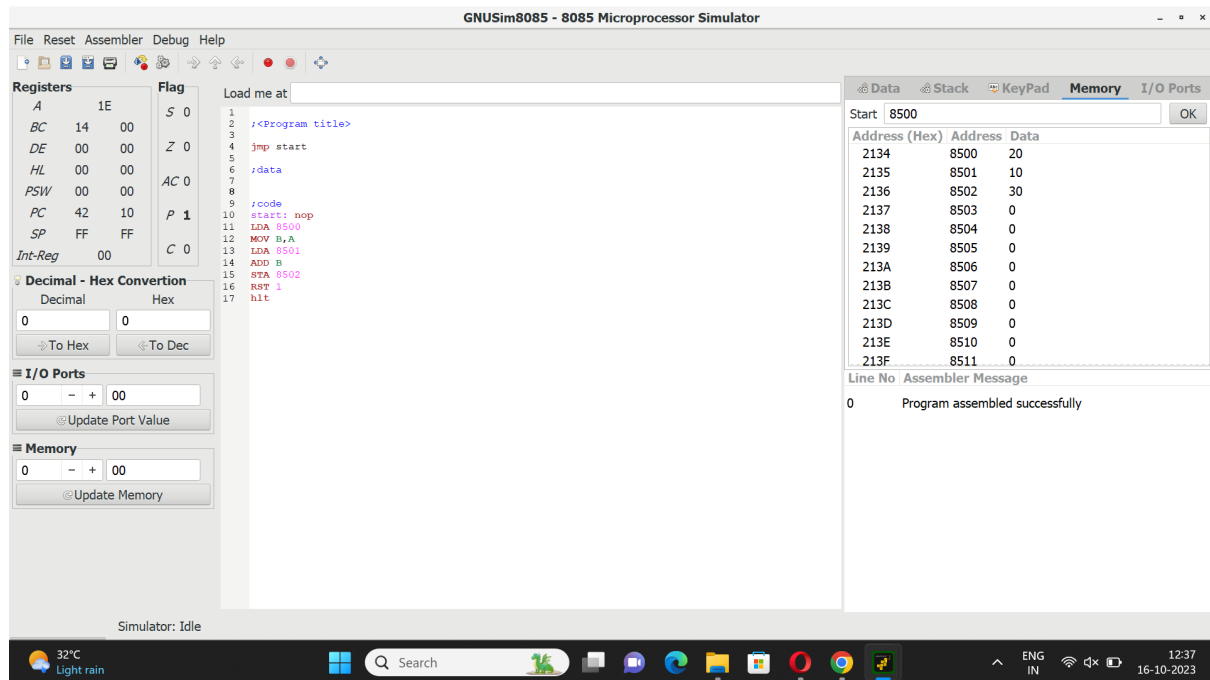 GNUSim8085 - 8085 Microprocessor Simulator
File Reset Assembler Debug Help
Registers
A 1E
BC 14 00
DE 00 00
HL 00 00
PSW 00 00
PC 42 10
SP FF FF
Int-Reg 00
Flag
S 0
Z 0
AC 0
P 1
C 0
Decimal - Hex Convertion
Decimal Hex
0 0
To Hex To Dec
I/O Ports
0 - + 00
Update Port Value
Memory
0 - + 00
Update Memory
Load me at
1
2 ;<Program title>
3
4 jmp start
5
6 ;data
7
8
9 ;code
10 start: nop
11 LDA 8500
12 MOV B,A
13 LDA 8501
14 ADD B
15 STA 8502
16 RST 1
17 hlt
Data Stack KeyPad Memory I/O Ports
Start 8500 OK
Address (Hex) Address Data
2134 8500 20
2135 8501 10
2136 8502 30
2137 8503 0
2138 8504 0
2139 8505 0
213A 8506 0
213B 8507 0
213C 8508 0
213D 8509 0
213E 8510 0
213F 8511 0
Line No Assembler Message
0 Program assembled successfully
Simulator: Idle
32°C
Light rain
Search
ENG
IN
12:37
16-10-2023